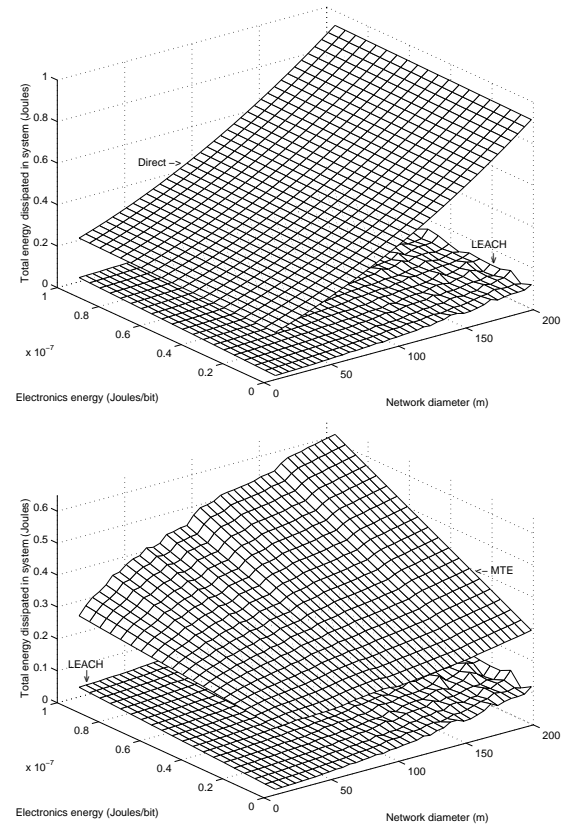 1
0.8
0.6
0.4
0.2
0
Total energy dissipated in system (Joules)
Direct −>
LEACH
1
0.8
0.6
0.4
0.2
0
x 10−7
Electronics energy (Joules/bit)
0
50
100
150
200
Network diameter (m)
0.6
0.5
0.4
0.3
0.2
0.1
0
Total energy dissipated in system (Joules)
<− MTE
LEACH
1
0.8
0.6
0.4
0.2
0
x 10−7
Electronics energy (Joules/bit)
0
50
100
150
200
Network diameter (m)